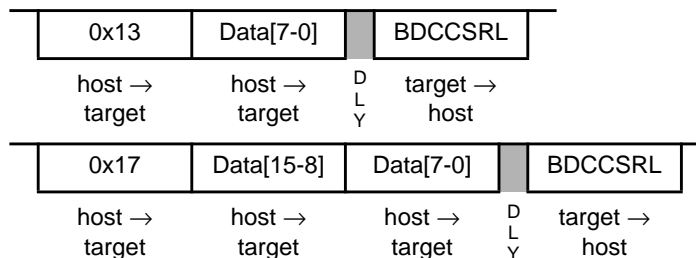 0x13 Data[7-0] BDCCSRL
host → host → D target →
target target L host
Y
0x17 Data[15-8] Data[7-0] BDCCSRL
host → host → host → D target →
target target target L host
Y